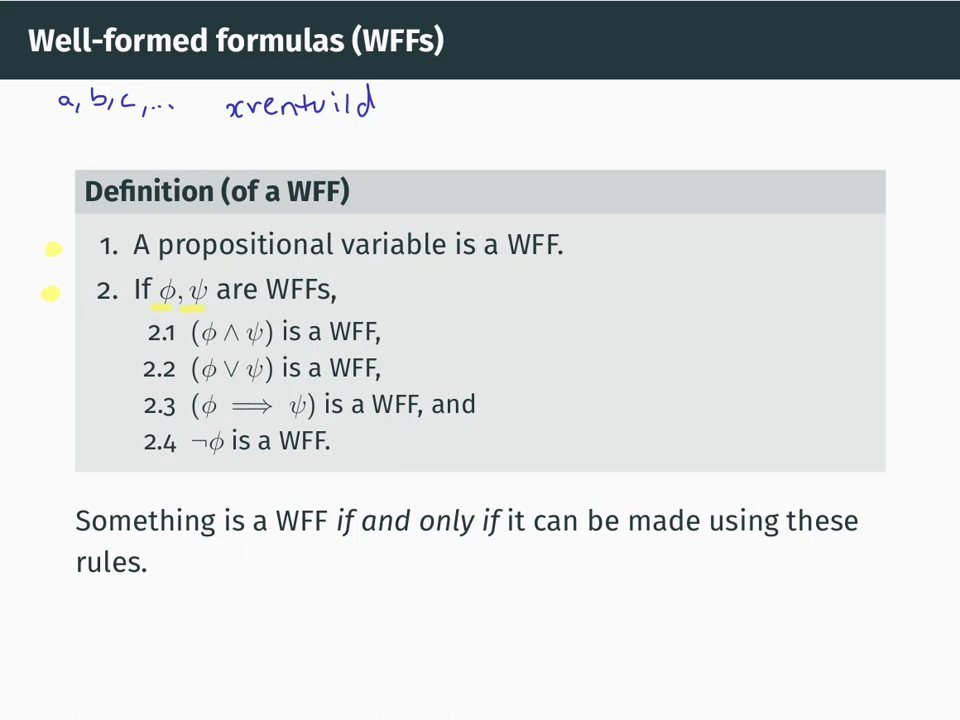 Well-formed formulas (WFFs)
a, b, c, ... xrentuild
Definition (of a WFF)
1. A propositional variable is a WFF.
2. If ϕ, ψ are WFFs,
2.1 (ϕ ∧ ψ) is a WFF,
2.2 (ϕ ∨ ψ) is a WFF,
2.3 (ϕ ⟹ ψ) is a WFF, and
2.4 ¬ϕ is a WFF.
Something is a WFF if and only if it can be made using these
rules.